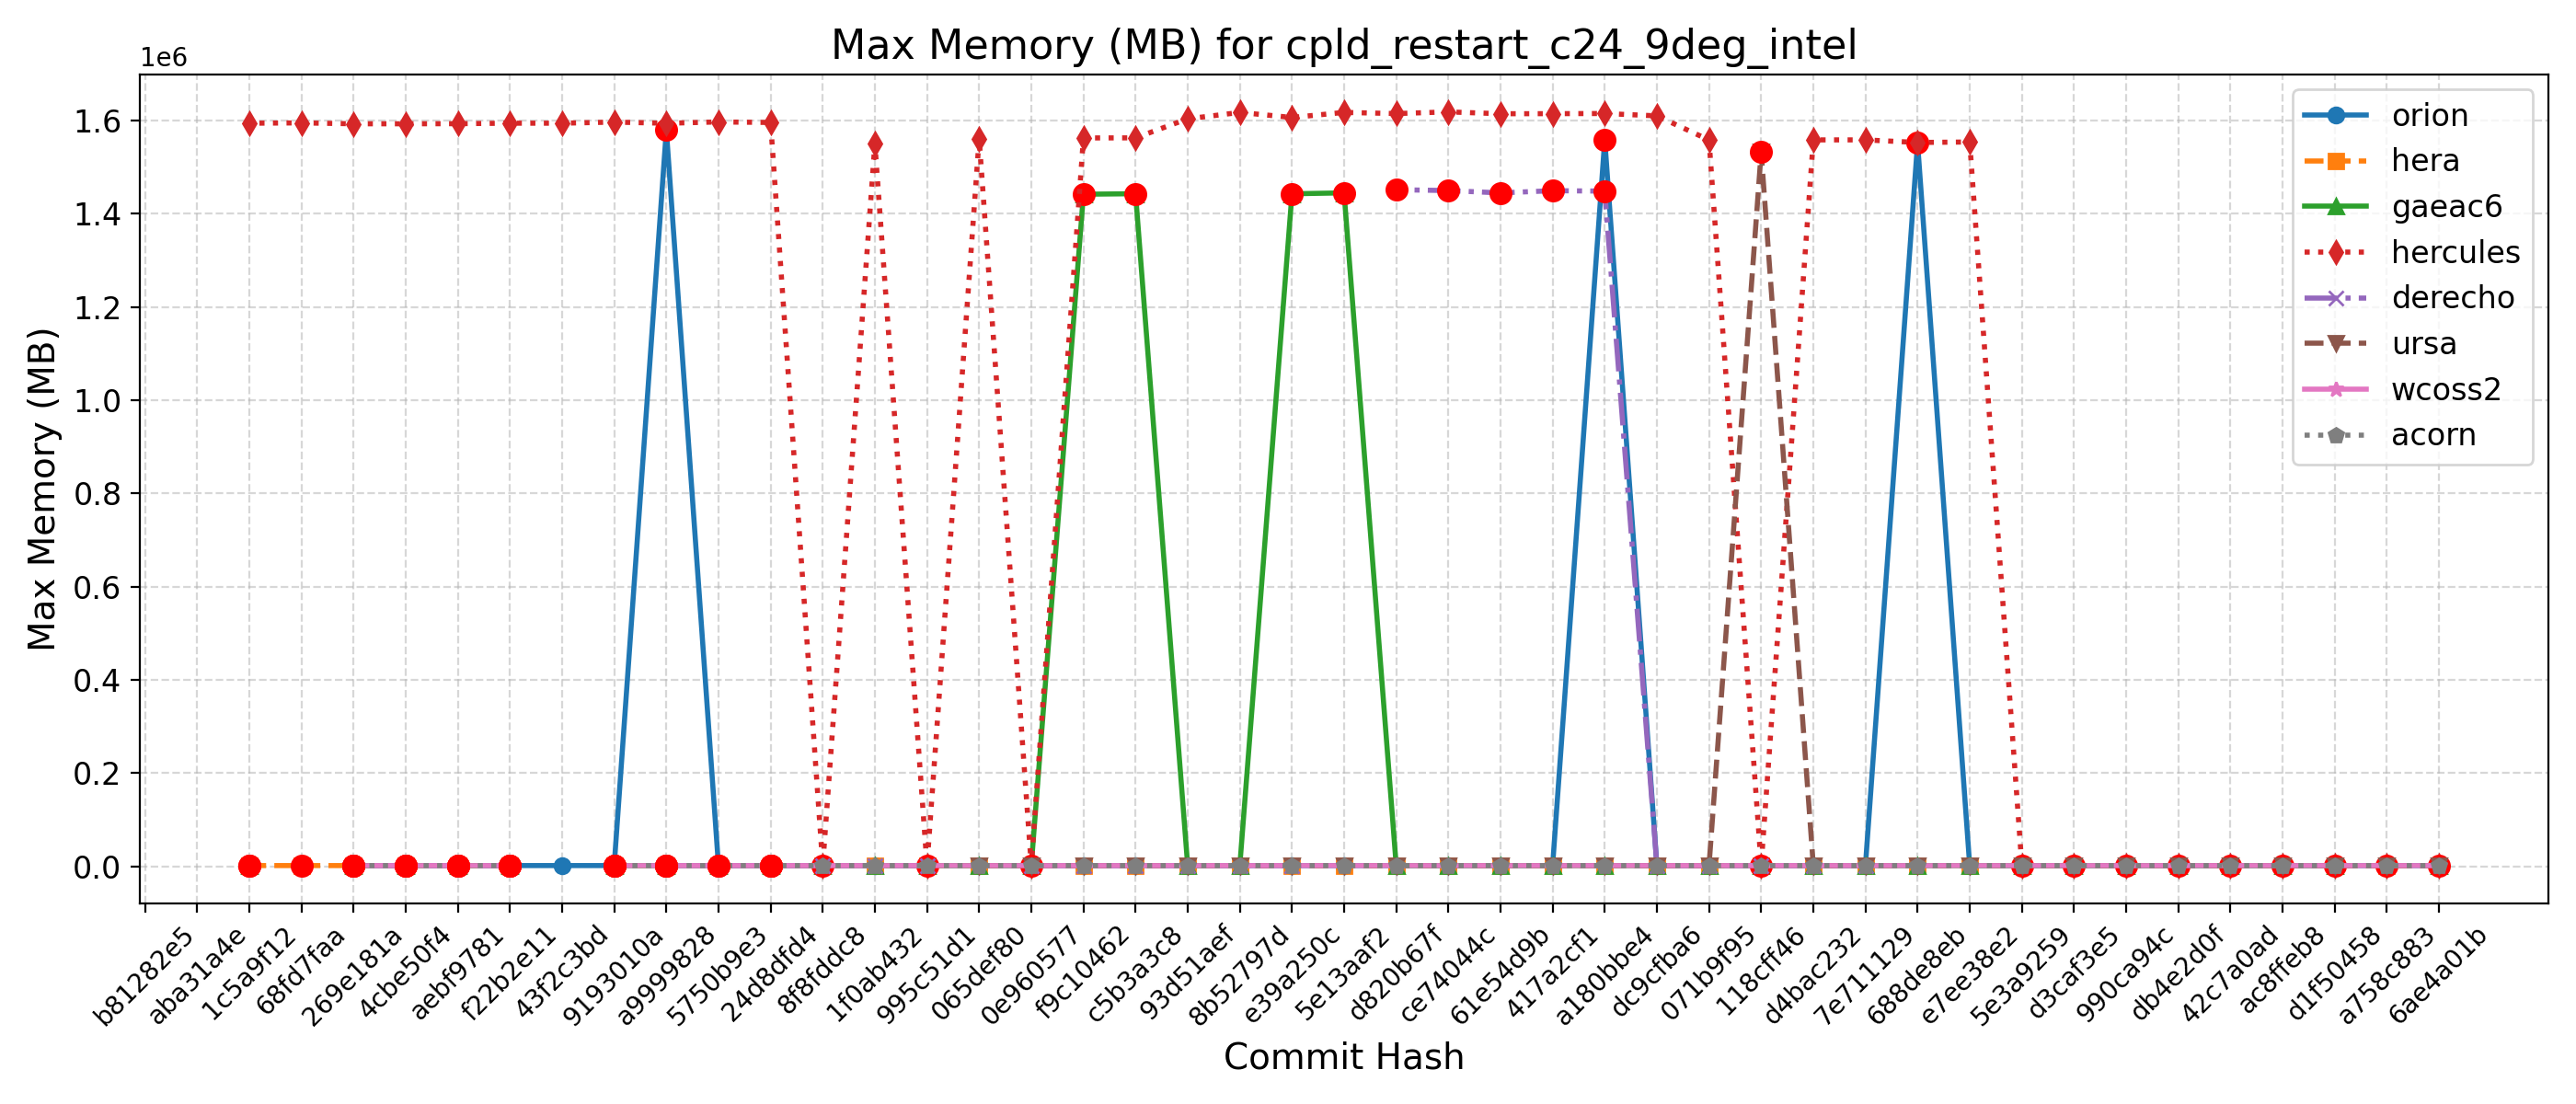 Max Memory (MB) for cpld_restart_c24_9deg_intel
1e6
1.6
1.4
1.2
1.0
0.8
0.6
0.4
0.2
0.0
Max Memory (MB)
orion
hera
gaeac6
hercules
derecho
ursa
wcoss2
acorn
b81282e5
aba31a4e
1c5a9f12
68fd7faa
269e181a
4cbe50f4
aebf9781
f22b2e11
43f2c3bd
9193010a
a9999828
5750b9e3
24d8dfd4
8f8fddc8
1f0ab432
995c51d1
065def80
0e960577
f9c10462
c5b3a3c8
93d51aef
8b52797d
e39a250c
5e13aaf2
d820b67f
ce74044c
61e54d9b
417a2cf1
a180bbe4
dc9cfba6
071b9f95
118cff46
d4bac232
7e711129
688de8eb
e7ee38e2
5e3a9259
d3caf3e5
990ca94c
db4e2d0f
42c7a0ad
ac8ffeb8
d1f50458
a758c883
6ae4a01b
Commit Hash